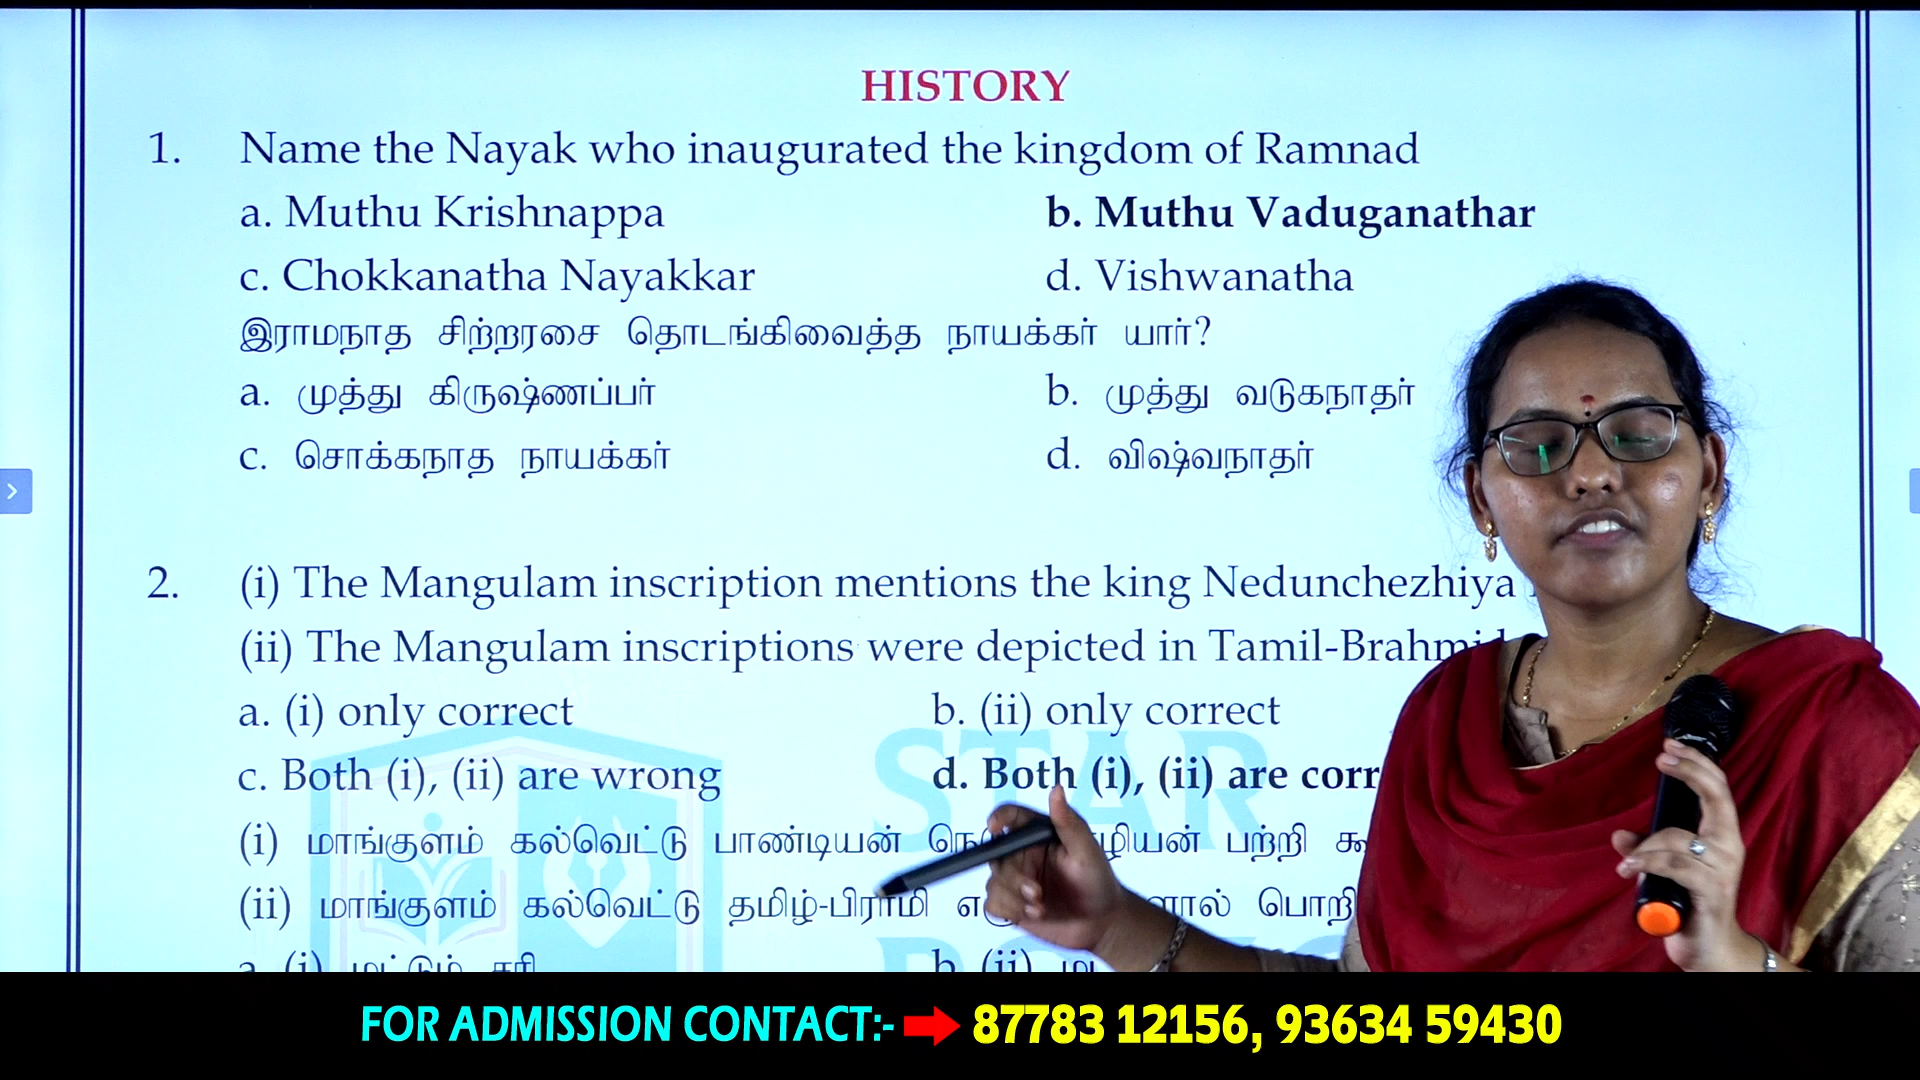 HISTORY
1. Name the Nayak who inaugurated the kingdom of Ramnad
a. Muthu Krishnappa b. Muthu Vaduganathar
c. Chokkanatha Nayakkar d. Vishwanatha
இராமநாத சிற்றரசை தொடங்கிவைத்த நாயக்கர் யார்?
a. முத்து கிருஷ்ணப்பர் b. முத்து வடுகநாதர்
c. சொக்கநாத நாயக்கர் d. விஷ்வநாதர்
2. (i) The Mangulam inscription mentions the king Nedunchezhiya
(ii) The Mangulam inscriptions were depicted in Tamil-Brahmi
a. (i) only correct b. (ii) only correct
c. Both (i), (ii) are wrong d. Both (i), (ii) are corr
(i) மாங்குளம் கல்வெட்டு பாண்டியன் பற்றி
(ii) மாங்குளம் கல்வெட்டு தமிழ்-பிராமி பொறி
a. (i) மட்டும் சரி b. (ii)
STAR
FOR ADMISSION CONTACT:- 87783 12156, 93634 59430